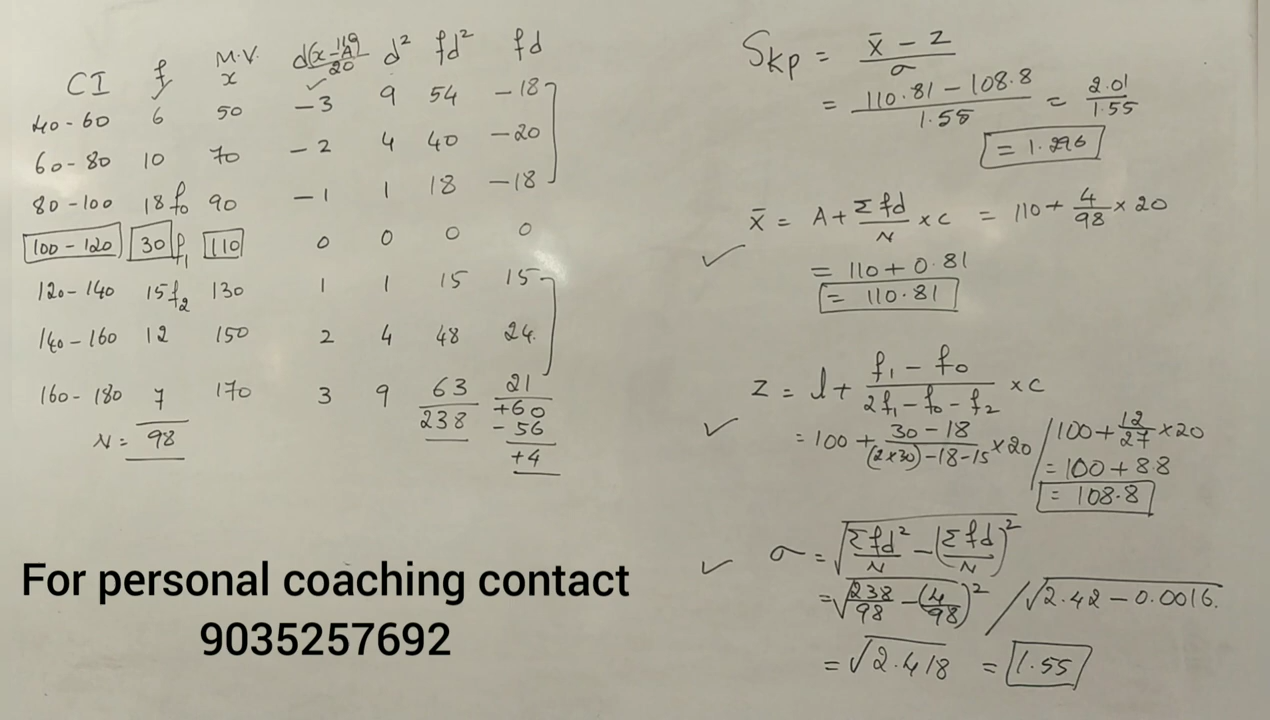 CI f M.V. x d(x-110/A)/20 d² fd² fd
40-60 6 50 -3 9 54 -18
60-80 10 70 -2 4 40 -20
80-100 18 f₀ 90 -1 1 18 -18
100-120 30 f₁ 110 0 0 0 0
120-140 15 f₂ 130 1 1 15 15
140-160 12 150 2 4 48 24
160-180 7 170 3 9 63 21
N = 98 238 +60
-56
+4
For personal coaching contact
9035257692
Skp = (x̄ - Z)/σ
= (110.81 - 108.8)/1.55 = 2.01/1.55
= 1.296
x̄ = A + Σfd/N × c = 110 + 4/98 × 20
= 110 + 0.81
= 110.81
Z = l + (f₁ - f₀)/(2f₁ - f₀ - f₂) × c
= 100 + (30 - 18)/((2×30) - 18 - 15) × 20 / 100 + 12/27 × 20
= 100 + 8.8
= 108.8
σ = √(Σfd²/N - (Σfd/N)²)
= √(238/98 - (4/98)²) / √(2.42 - 0.0016)
= √2.418 = 1.55